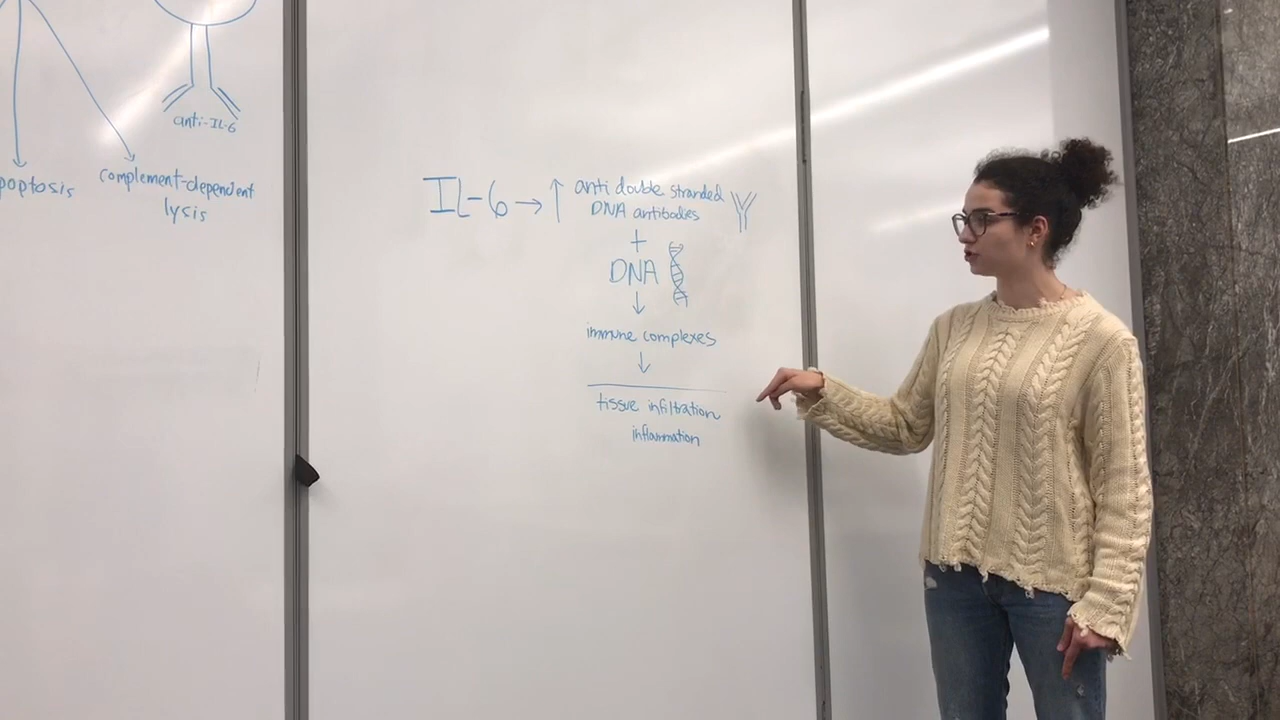 anti-IL-6
poptosis
complement-dependent
lysis
IL-6 → ↑ anti double stranded
DNA antibodies
+
DNA
↓
immune complexes
↓
tissue infiltration
inflammation